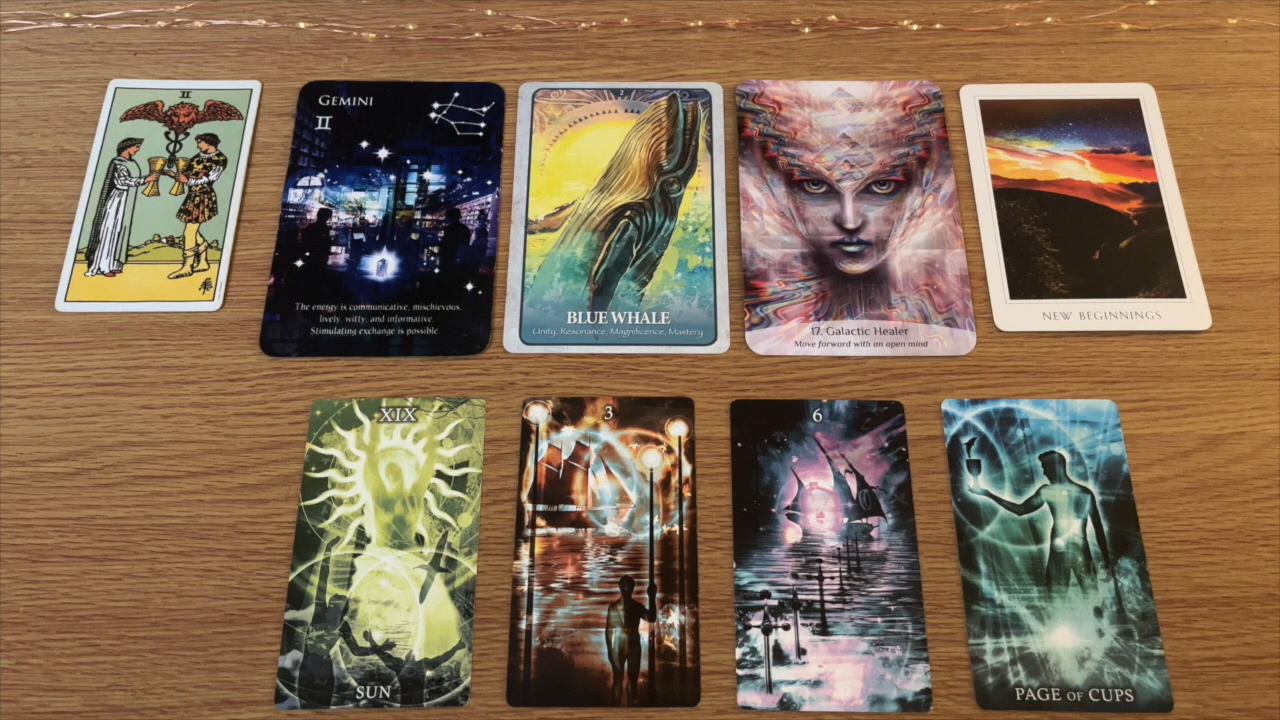 II
GEMINI
II
The energy is communicative, mischievous,
lively, witty, and informative.
Stimulating exchange is possible.
2
BLUE WHALE
Unity, Resonance, Magnificence, Mastery
17. Galactic Healer
Move forward with an open mind
NEW BEGINNINGS
XIX
SUN
3
6
PAGE OF CUPS